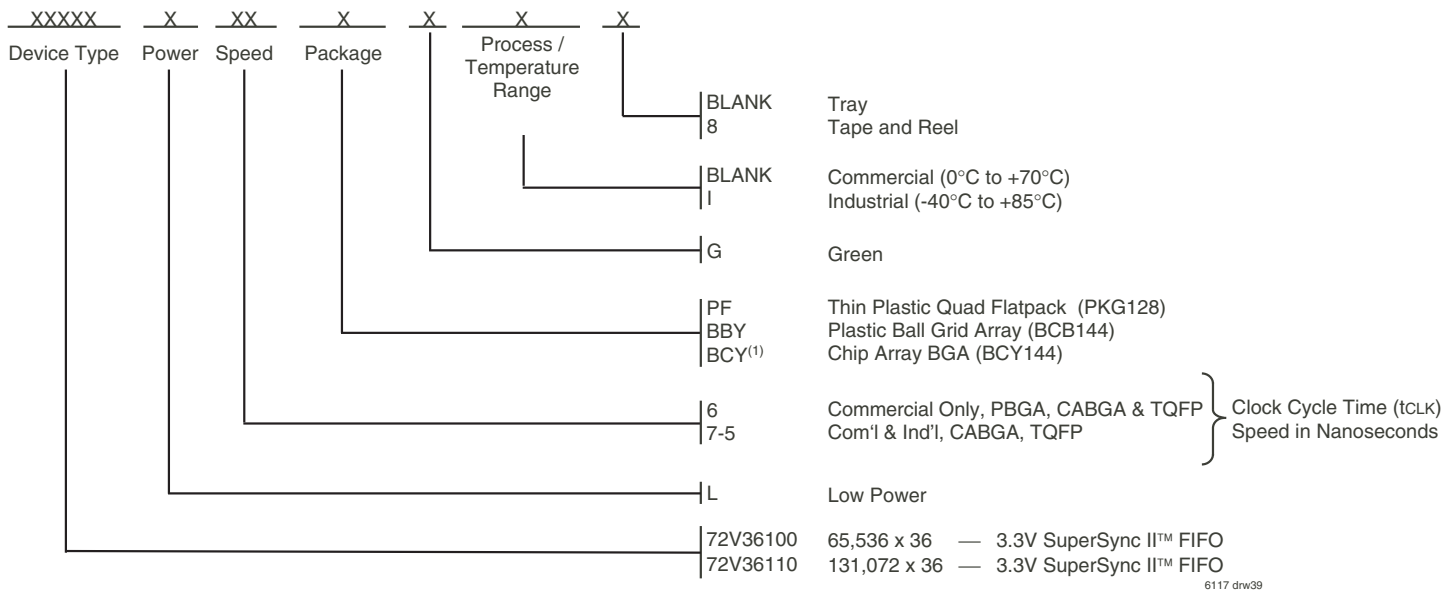 XXXXX X XX X X X X
Device Type Power Speed Package Process /
Temperature
Range
BLANK Tray
8 Tape and Reel
BLANK Commercial (0°C to +70°C)
I Industrial (-40°C to +85°C)
G Green
PF Thin Plastic Quad Flatpack (PKG128)
BBY Plastic Ball Grid Array (BCB144)
BCY(1) Chip Array BGA (BCY144)
6 Commercial Only, PBGA, CABGA & TQFP
7-5 Com'l & Ind'l, CABGA, TQFP
Clock Cycle Time (tCLK)
Speed in Nanoseconds
L Low Power
72V36100 65,536 x 36 — 3.3V SuperSync II™ FIFO
72V36110 131,072 x 36 — 3.3V SuperSync II™ FIFO
6117 drw39